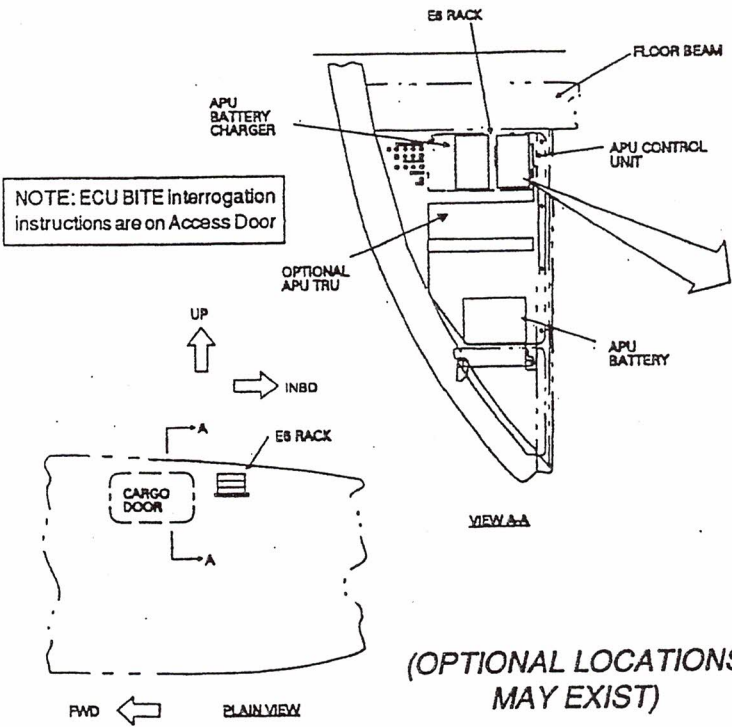 E6 RACK
FLOOR BEAM
APU
BATTERY
CHARGER
APU CONTROL
UNIT
NOTE: ECU BITE interrogation
instructions are on Access Door
OPTIONAL
APU TRU
UP
INBD
APU
BATTERY
A
E6 RACK
CARGO
DOOR
VIEW A-A
A
(OPTIONAL LOCATIONS
MAY EXIST)
FWD
PLAIN VIEW